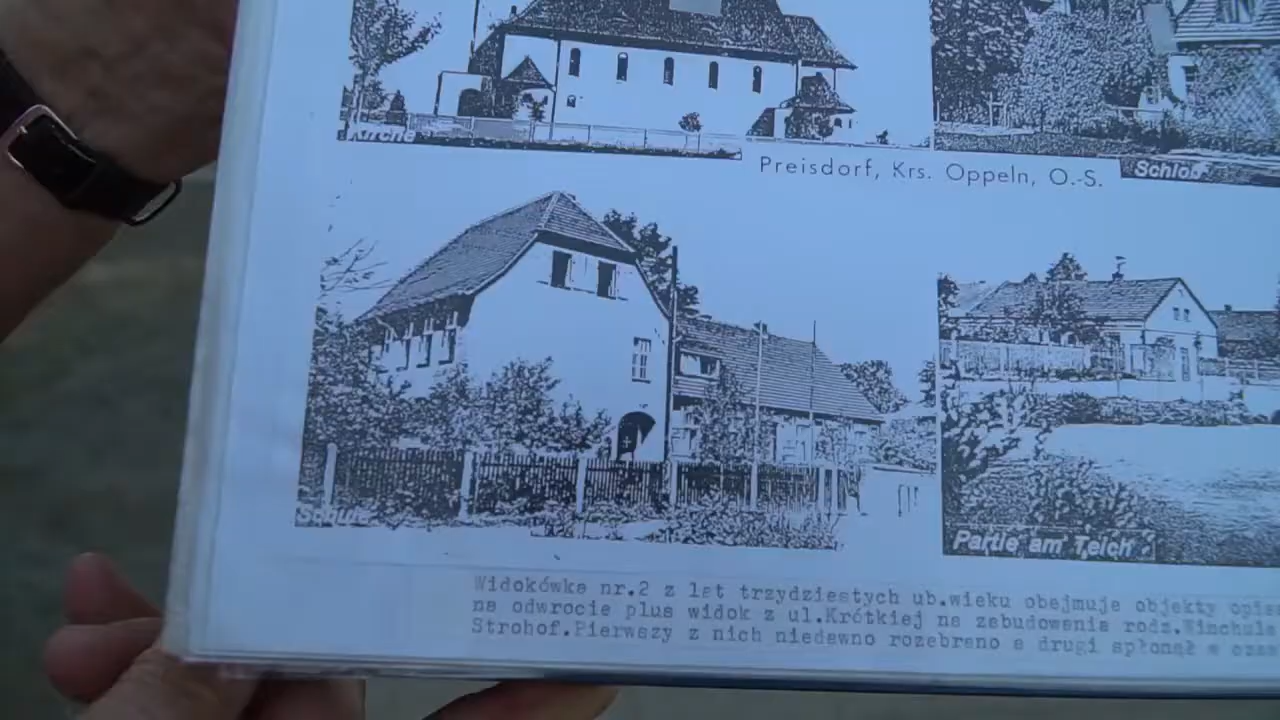 Kirche
Preisdorf, Krs. Oppeln, O.-S.
Schloß
Partie am Teich
Widokówka nr.2 z lat trzydziestych ub.wieku obejmuje objekty
na odwrocie plus widok z ul.Krótkiej na zabudowania rodz.
Strohof.Pierwszy z nich niedawno rozebrano a drugi spłonął w